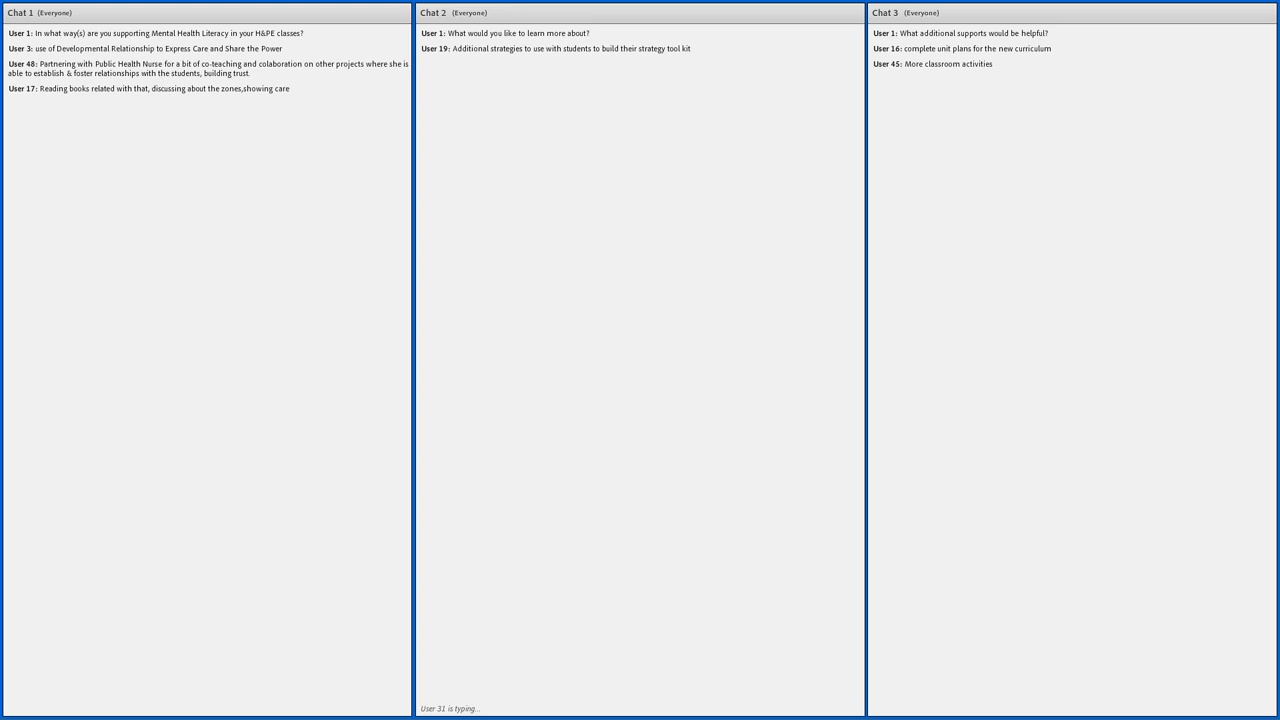 Chat 1 (Everyone)
User 1: In what way(s) are you supporting Mental Health Literacy in your H&PE classes?
User 3: use of Developmental Relationship to Express Care and Share the Power
User 48: Partnering with Public Health Nurse for a bit of co-teaching and colaboration on other projects where she is
able to establish & foster relationships with the students, building trust.
User 17: Reading books related with that, discussing about the zones,showing care
Chat 2 (Everyone)
User 1: What would you like to learn more about?
User 19: Additional strategies to use with students to build their strategy tool kit
User 31 is typing...
Chat 3 (Everyone)
User 1: What additional supports would be helpful?
User 16: complete unit plans for the new curriculum
User 45: More classroom activities